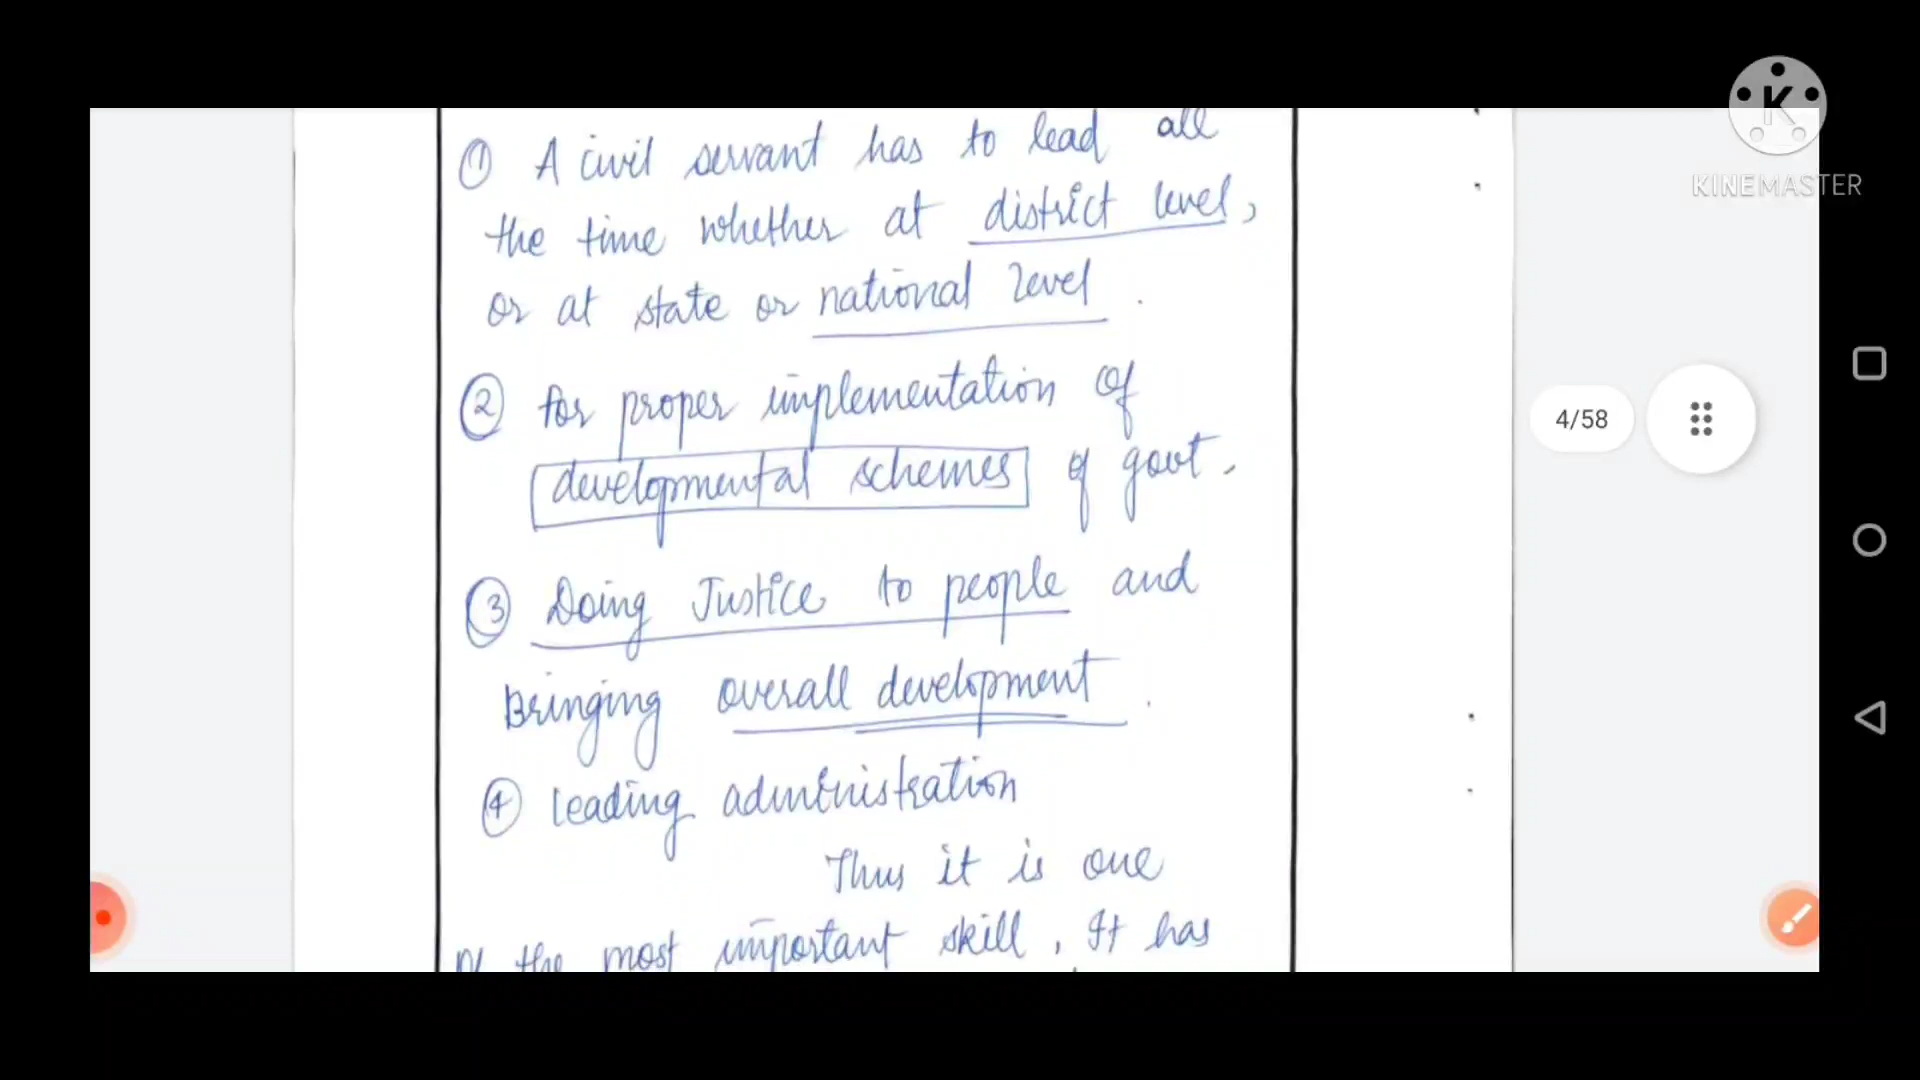 K
KINEMASTER
① A civil servant has to lead all
the time whether at district level,
or at state or national level.
② for proper implementation of
developmental schemes of govt.
4/58
③ Doing Justice to people and
Bringing overall development.
④ leading administration
Thus it is one
of the most important skill, It has